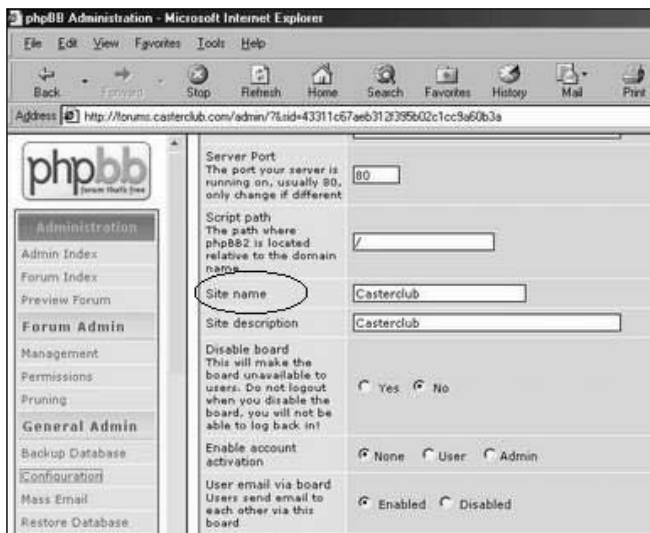 phpBB Administration - Microsoft Internet Explorer
File Edit View Favorites Tools Help
Back Forward Stop Refresh Home Search Favorites History Mail Print
Address http://forums.casterclub.com/admin/?sid=43311c67aeb312f395b02c1cc9a60b3a
phpbb
forum that's free
Administration
Admin Index
Forum Index
Preview Forum
Forum Admin
Management
Permissions
Pruning
General Admin
Backup Database
Configuration
Mass Email
Restore Database
Server Port
The port your server is
running on, usually 80,
only change if different
80
Script path
The path where
phpBB2 is located
relative to the domain
name
/
Site name
Casterclub
Site description
Casterclub
Disable board
This will make the
board unavailable to
users. Do not logout
when you disable the
board, you will not be
able to log back in!
Yes No
Enable account
activation
None User Admin
User email via board
Users send email to
each other via this
board
Enabled Disabled